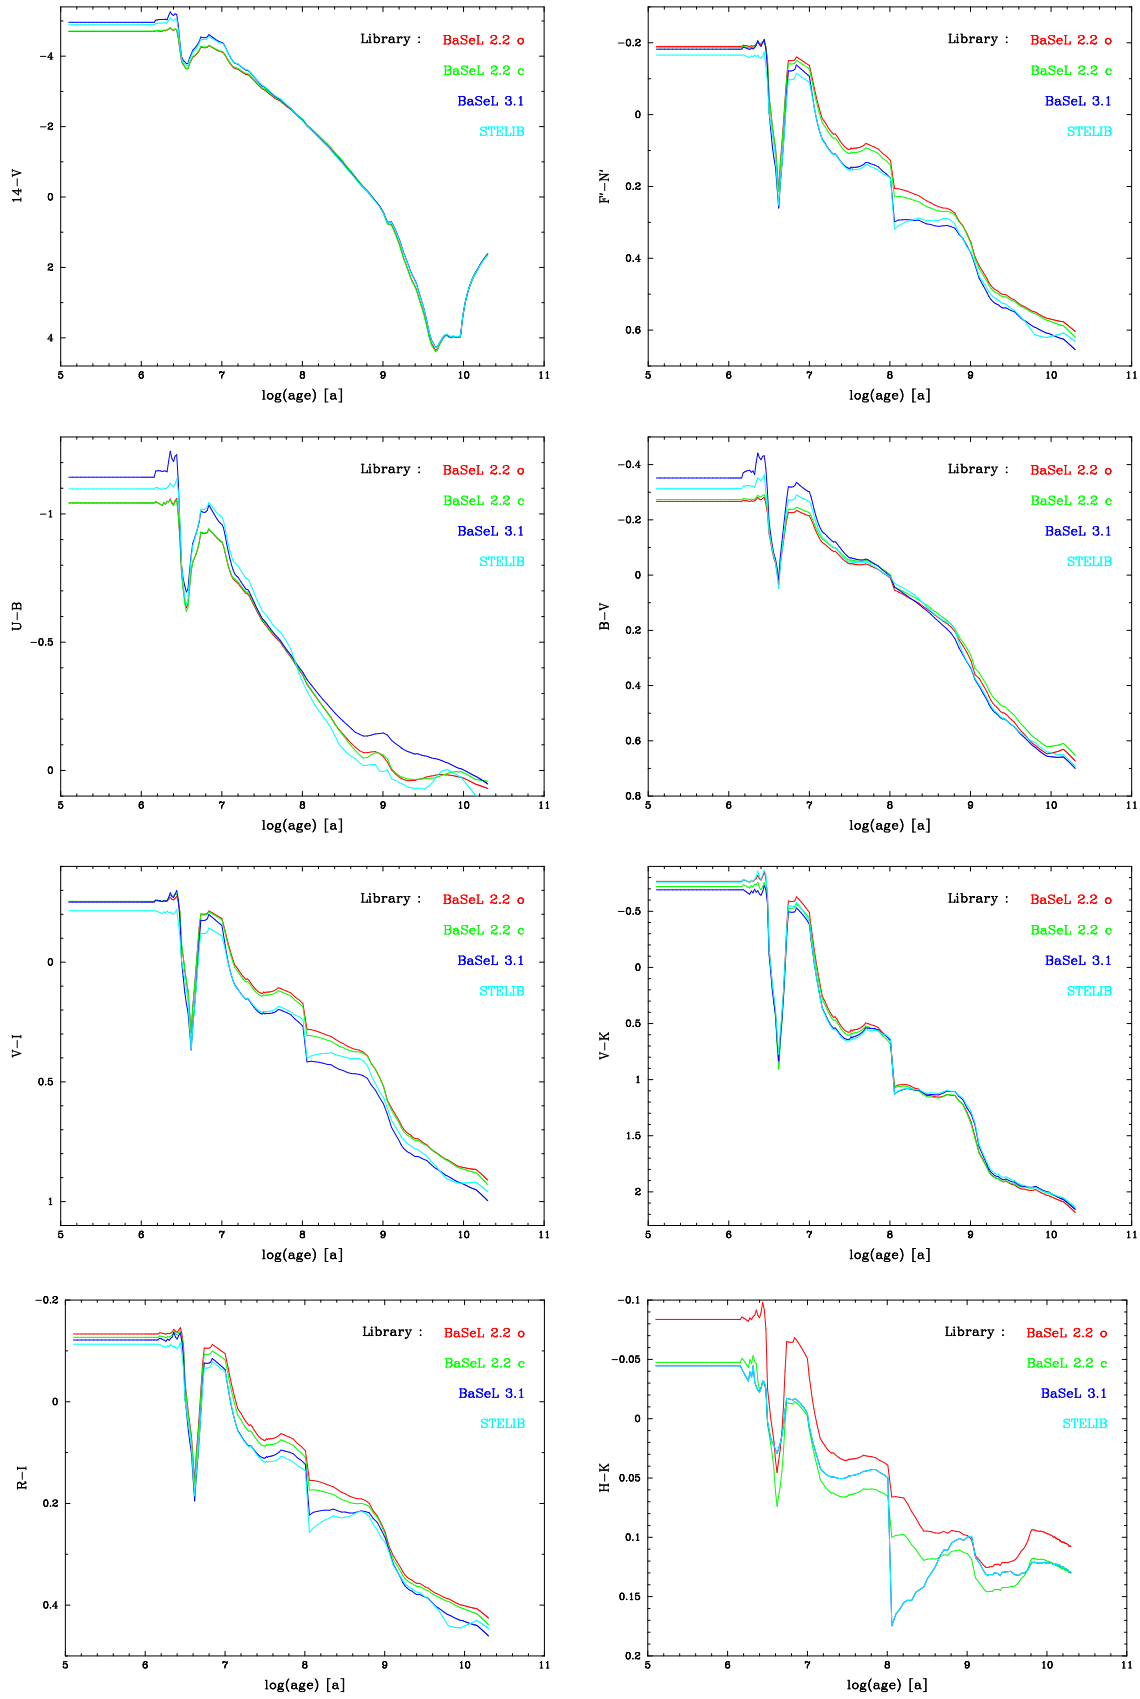 Library : BaSeL 2.2 o
BaSeL 2.2 c
BaSeL 3.1
STELIB
-4
-2
0
2
4
14-V
5 6 7 8 9 10 11
log(age) [a]
Library : BaSeL 2.2 o
BaSeL 2.2 c
BaSeL 3.1
STELIB
-0.2
0
0.2
0.4
0.6
F'-N'
5 6 7 8 9 10 11
log(age) [a]
Library : BaSeL 2.2 o
BaSeL 2.2 c
BaSeL 3.1
STELIB
-1
-0.5
0
U-B
5 6 7 8 9 10 11
log(age) [a]
Library : BaSeL 2.2 o
BaSeL 2.2 c
BaSeL 3.1
STELIB
-0.4
-0.2
0
0.2
0.4
0.6
0.8
B-V
5 6 7 8 9 10 11
log(age) [a]
Library : BaSeL 2.2 o
BaSeL 2.2 c
BaSeL 3.1
STELIB
0
0.5
1
V-I
5 6 7 8 9 10 11
log(age) [a]
Library : BaSeL 2.2 o
BaSeL 2.2 c
BaSeL 3.1
STELIB
-0.5
0
0.5
1
1.5
2
V-K
5 6 7 8 9 10 11
log(age) [a]
Library : BaSeL 2.2 o
BaSeL 2.2 c
BaSeL 3.1
STELIB
-0.2
0
0.2
0.4
R-I
5 6 7 8 9 10 11
log(age) [a]
Library : BaSeL 2.2 o
BaSeL 2.2 c
BaSeL 3.1
STELIB
-0.1
-0.05
0
0.05
0.1
0.15
0.2
H-K
5 6 7 8 9 10 11
log(age) [a]